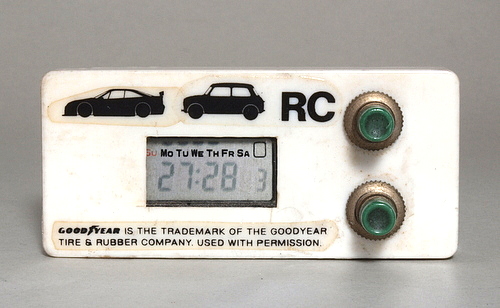 RC
SU MO TU WE TH FR SA
27:28 3
GOODYEAR IS THE TRADEMARK OF THE GOODYEAR
TIRE & RUBBER COMPANY. USED WITH PERMISSION.